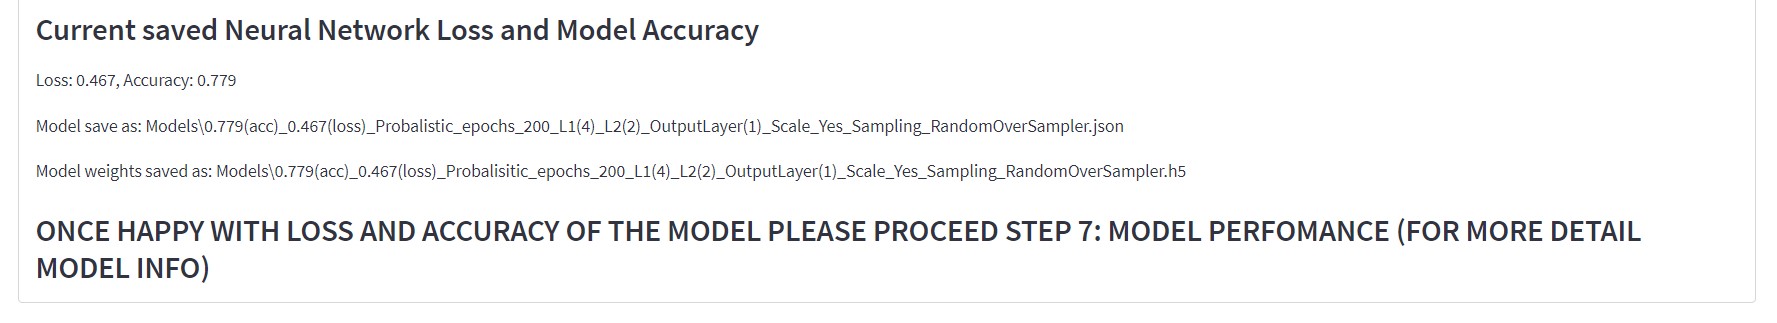 Current saved Neural Network Loss and Model Accuracy
Loss: 0.467, Accuracy: 0.779
Model save as: Models\0.779(acc)_0.467(loss)_Probalistic_epochs_200_L1(4)_L2(2)_OutputLayer(1)_Scale_Yes_Sampling_RandomOverSampler.json
Model weights saved as: Models\0.779(acc)_0.467(loss)_Probalisitic_epochs_200_L1(4)_L2(2)_OutputLayer(1)_Scale_Yes_Sampling_RandomOverSampler.h5
ONCE HAPPY WITH LOSS AND ACCURACY OF THE MODEL PLEASE PROCEED STEP 7: MODEL PERFOMANCE (FOR MORE DETAIL
MODEL INFO)